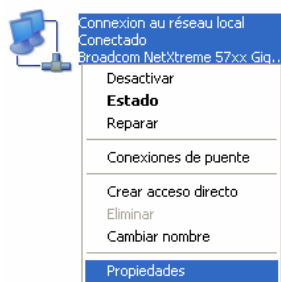 Connexion au réseau local
Conectado
Broadcom NetXtreme 57xx Gig...
Desactivar
Estado
Reparar
Conexiones de puente
Crear acceso directo
Eliminar
Cambiar nombre
Propiedades